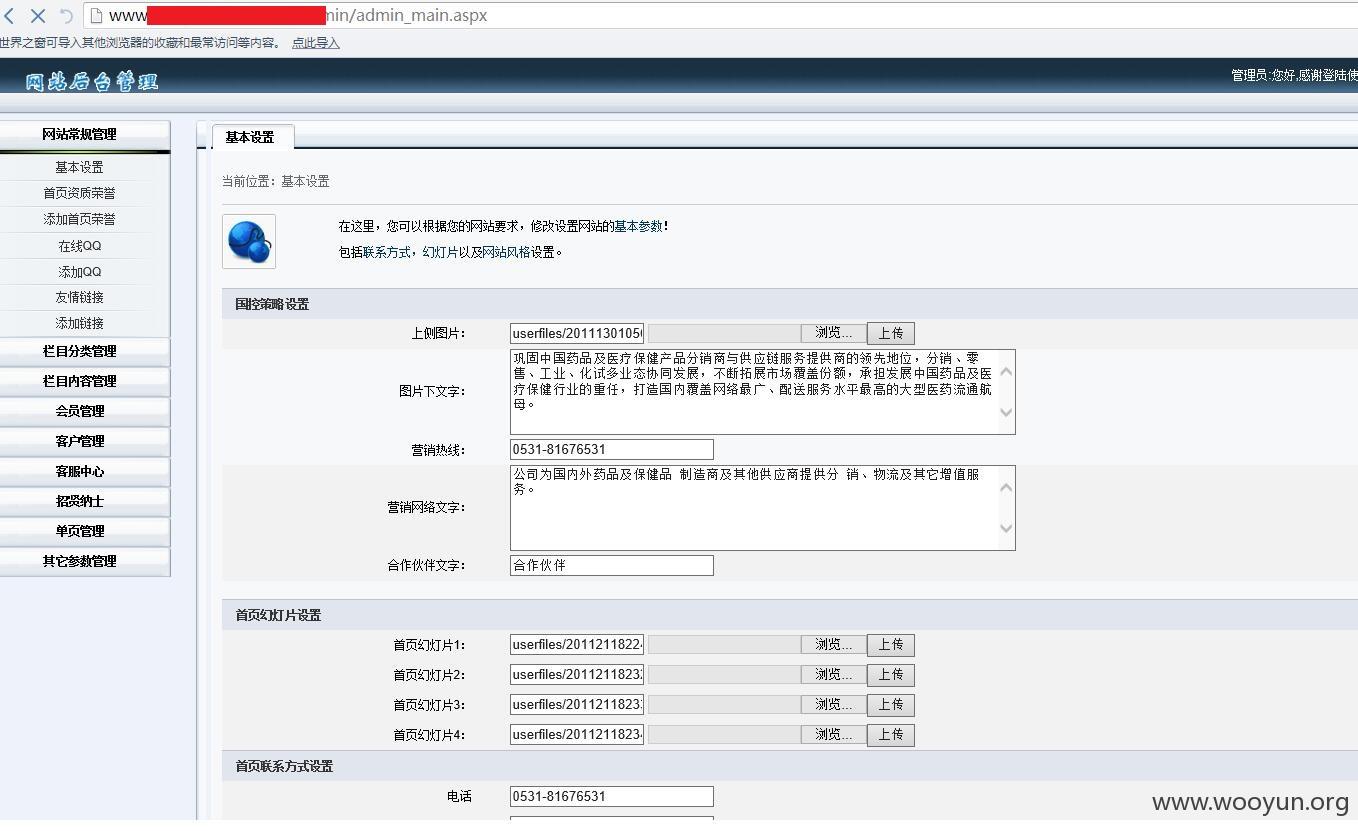 www min/admin_main.aspx
世界之窗可导入其他浏览器的收藏和最常访问等内容。 点此导入
网站后台管理
管理员:您好,感谢登陆使
网站常规管理
基本设置
首页资质荣誉
添加首页荣誉
在线QQ
添加QQ
友情链接
添加链接
栏目分类管理
栏目内容管理
会员管理
客户管理
客服中心
招贤纳士
单页管理
其它参数管理
基本设置
当前位置：基本设置
在这里，您可以根据您的网站要求，修改设置网站的基本参数！
包括联系方式，幻灯片以及网站风格设置。
国控策略设置
上侧图片： userfiles/2011130105 浏览... 上传
图片下文字：
巩固中国药品及医疗保健产品分销商与供应链服务提供商的领先地位，分销、零
售、工业、化试多业态协同发展，不断拓展市场覆盖份额，承担发展中国药品及医
疗保健行业的重任，打造国内覆盖网络最广、配送服务水平最高的大型医药流通航
母。
营销热线： 0531-81676531
营销网络文字：
公司为国内外药品及保健品 制造商及其他供应商提供分 销、物流及其它增值服
务。
合作伙伴文字： 合作伙伴
首页幻灯片设置
首页幻灯片1： userfiles/20112118224 浏览... 上传
首页幻灯片2： userfiles/20112118232 浏览... 上传
首页幻灯片3： userfiles/20112118233 浏览... 上传
首页幻灯片4： userfiles/20112118234 浏览... 上传
首页联系方式设置
电话 0531-81676531
www.wooyun.org